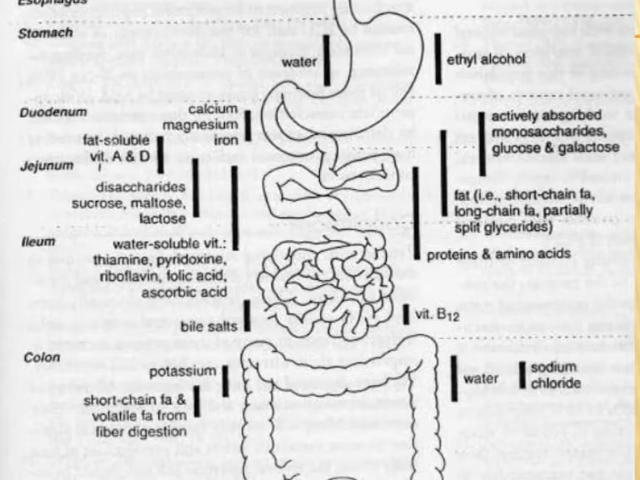 Esophagus
Stomach
water
ethyl alcohol
Duodenum
calcium
magnesium
iron
actively absorbed
monosaccharides,
glucose & galactose
fat-soluble
vit. A & D
Jejunum
disaccharides
sucrose, maltose,
lactose
fat (i.e., short-chain fa,
long-chain fa, partially
split glycerides)
Ileum
water-soluble vit.:
thiamine, pyridoxine,
riboflavin, folic acid,
ascorbic acid
proteins & amino acids
bile salts
vit. B12
Colon
potassium
water
sodium
chloride
short-chain fa &
volatile fa from
fiber digestion